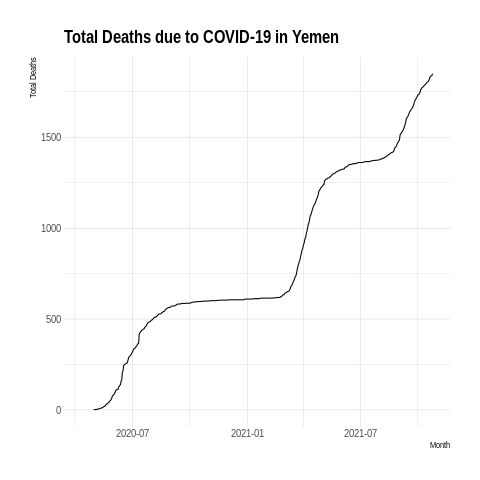 Total Deaths due to COVID-19 in Yemen
Total Deaths
1500
1000
500
0
2020-07
2021-01
2021-07
Month